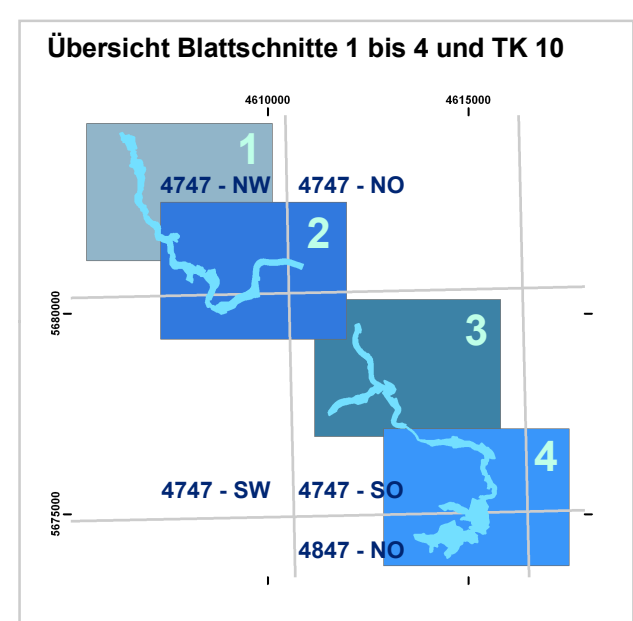 Übersicht Blattschnitte 1 bis 4 und TK 10
4610000 4615000
1
4747 - NW 4747 - NO
2
5680000
3
4
4747 - SW 4747 - SO
5675000
4847 - NO